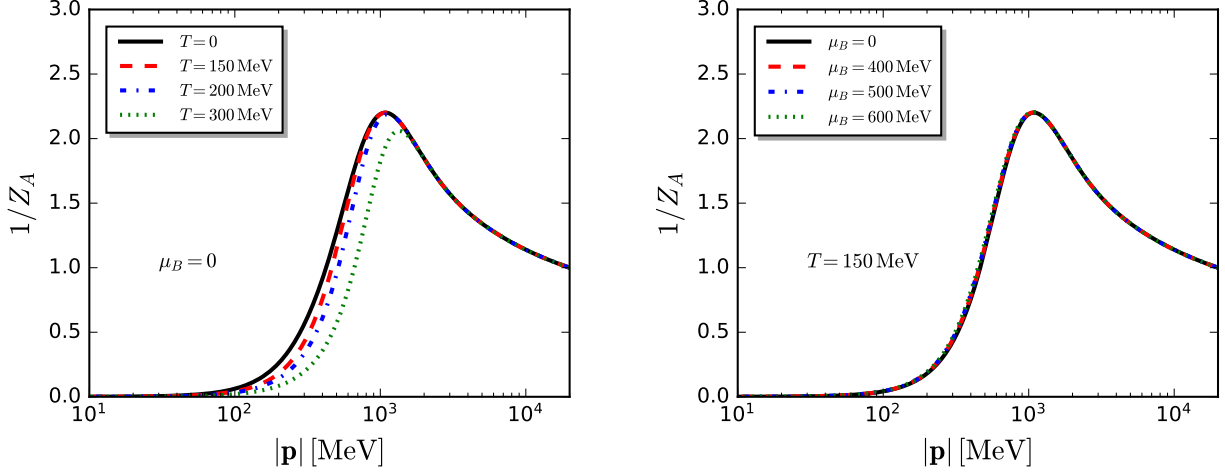 3.0
2.5
2.0
1.5
1.0
0.5
0.0
1/Z_A
T = 0
T = 150 MeV
T = 200 MeV
T = 300 MeV
μ_B = 0
10^1
10^2
10^3
10^4
|p| [MeV]
3.0
2.5
2.0
1.5
1.0
0.5
0.0
1/Z_A
μ_B = 0
μ_B = 400 MeV
μ_B = 500 MeV
μ_B = 600 MeV
T = 150 MeV
10^1
10^2
10^3
10^4
|p| [MeV]